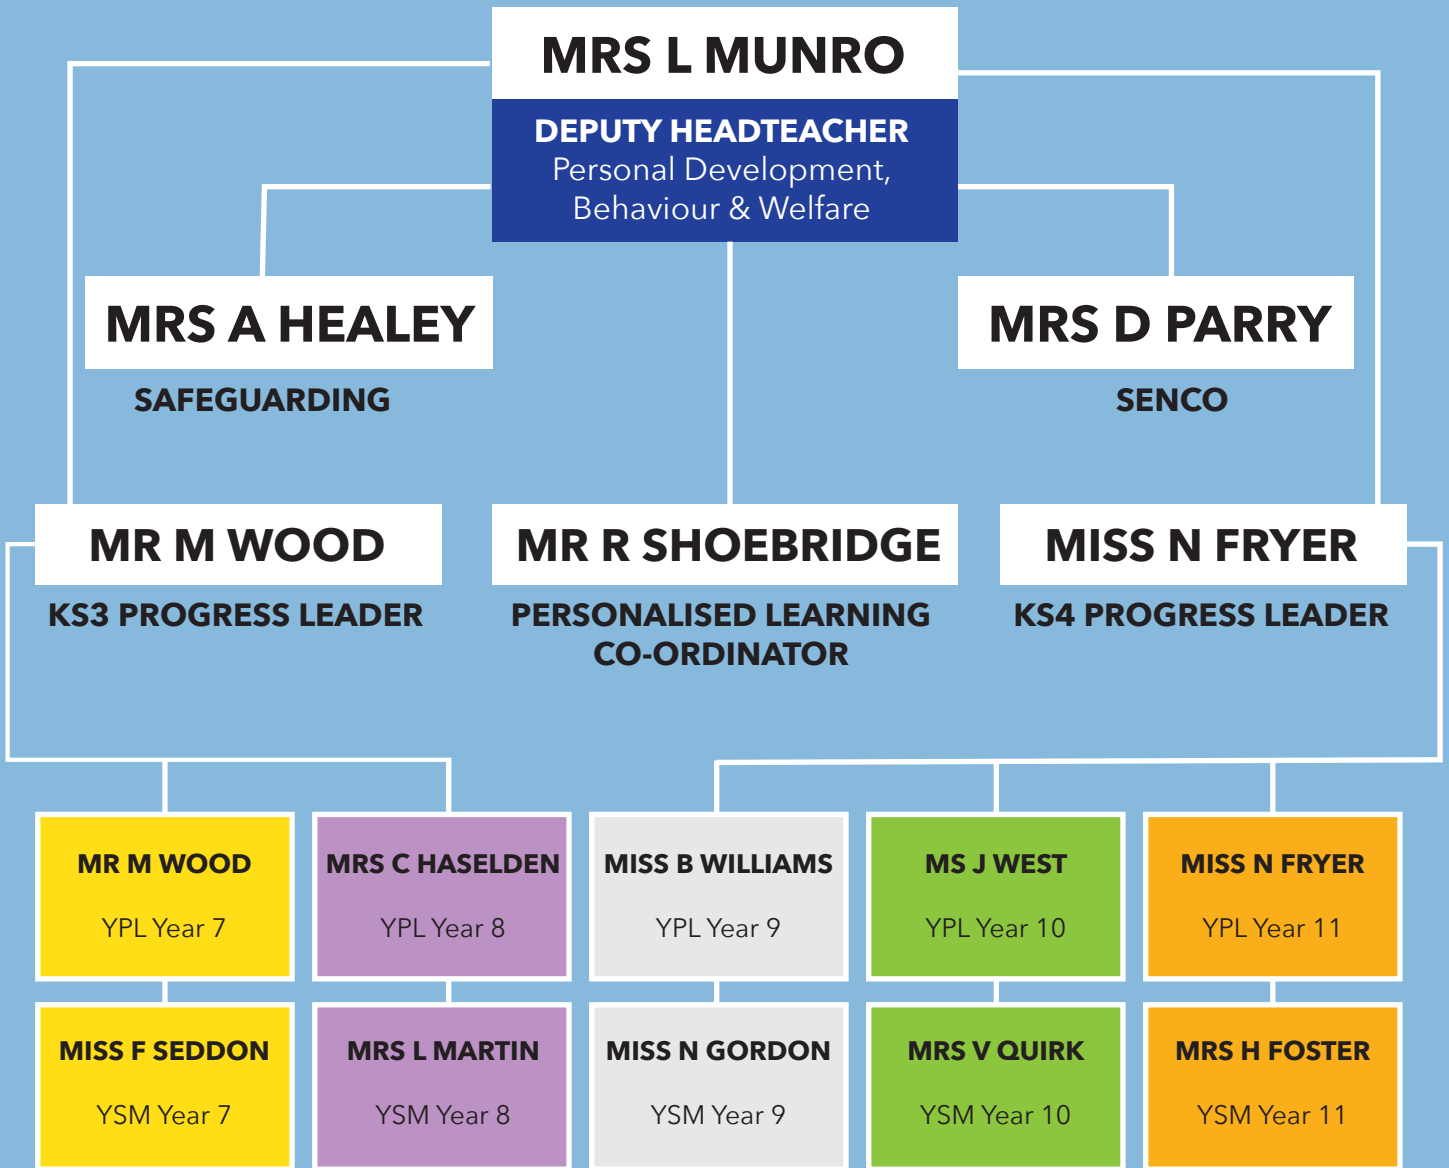 MRS L MUNRO
DEPUTY HEADTEACHER
Personal Development,
Behaviour & Welfare
MRS A HEALEY
SAFEGUARDING
MRS D PARRY
SENCO
MR M WOOD
KS3 PROGRESS LEADER
MR R SHOEBRIDGE
PERSONALISED LEARNING
CO-ORDINATOR
MISS N FRYER
KS4 PROGRESS LEADER
MR M WOOD
YPL Year 7
MRS C HASELDEN
YPL Year 8
MISS B WILLIAMS
YPL Year 9
MS J WEST
YPL Year 10
MISS N FRYER
YPL Year 11
MISS F SEDDON
YSM Year 7
MRS L MARTIN
YSM Year 8
MISS N GORDON
YSM Year 9
MRS V QUIRK
YSM Year 10
MRS H FOSTER
YSM Year 11